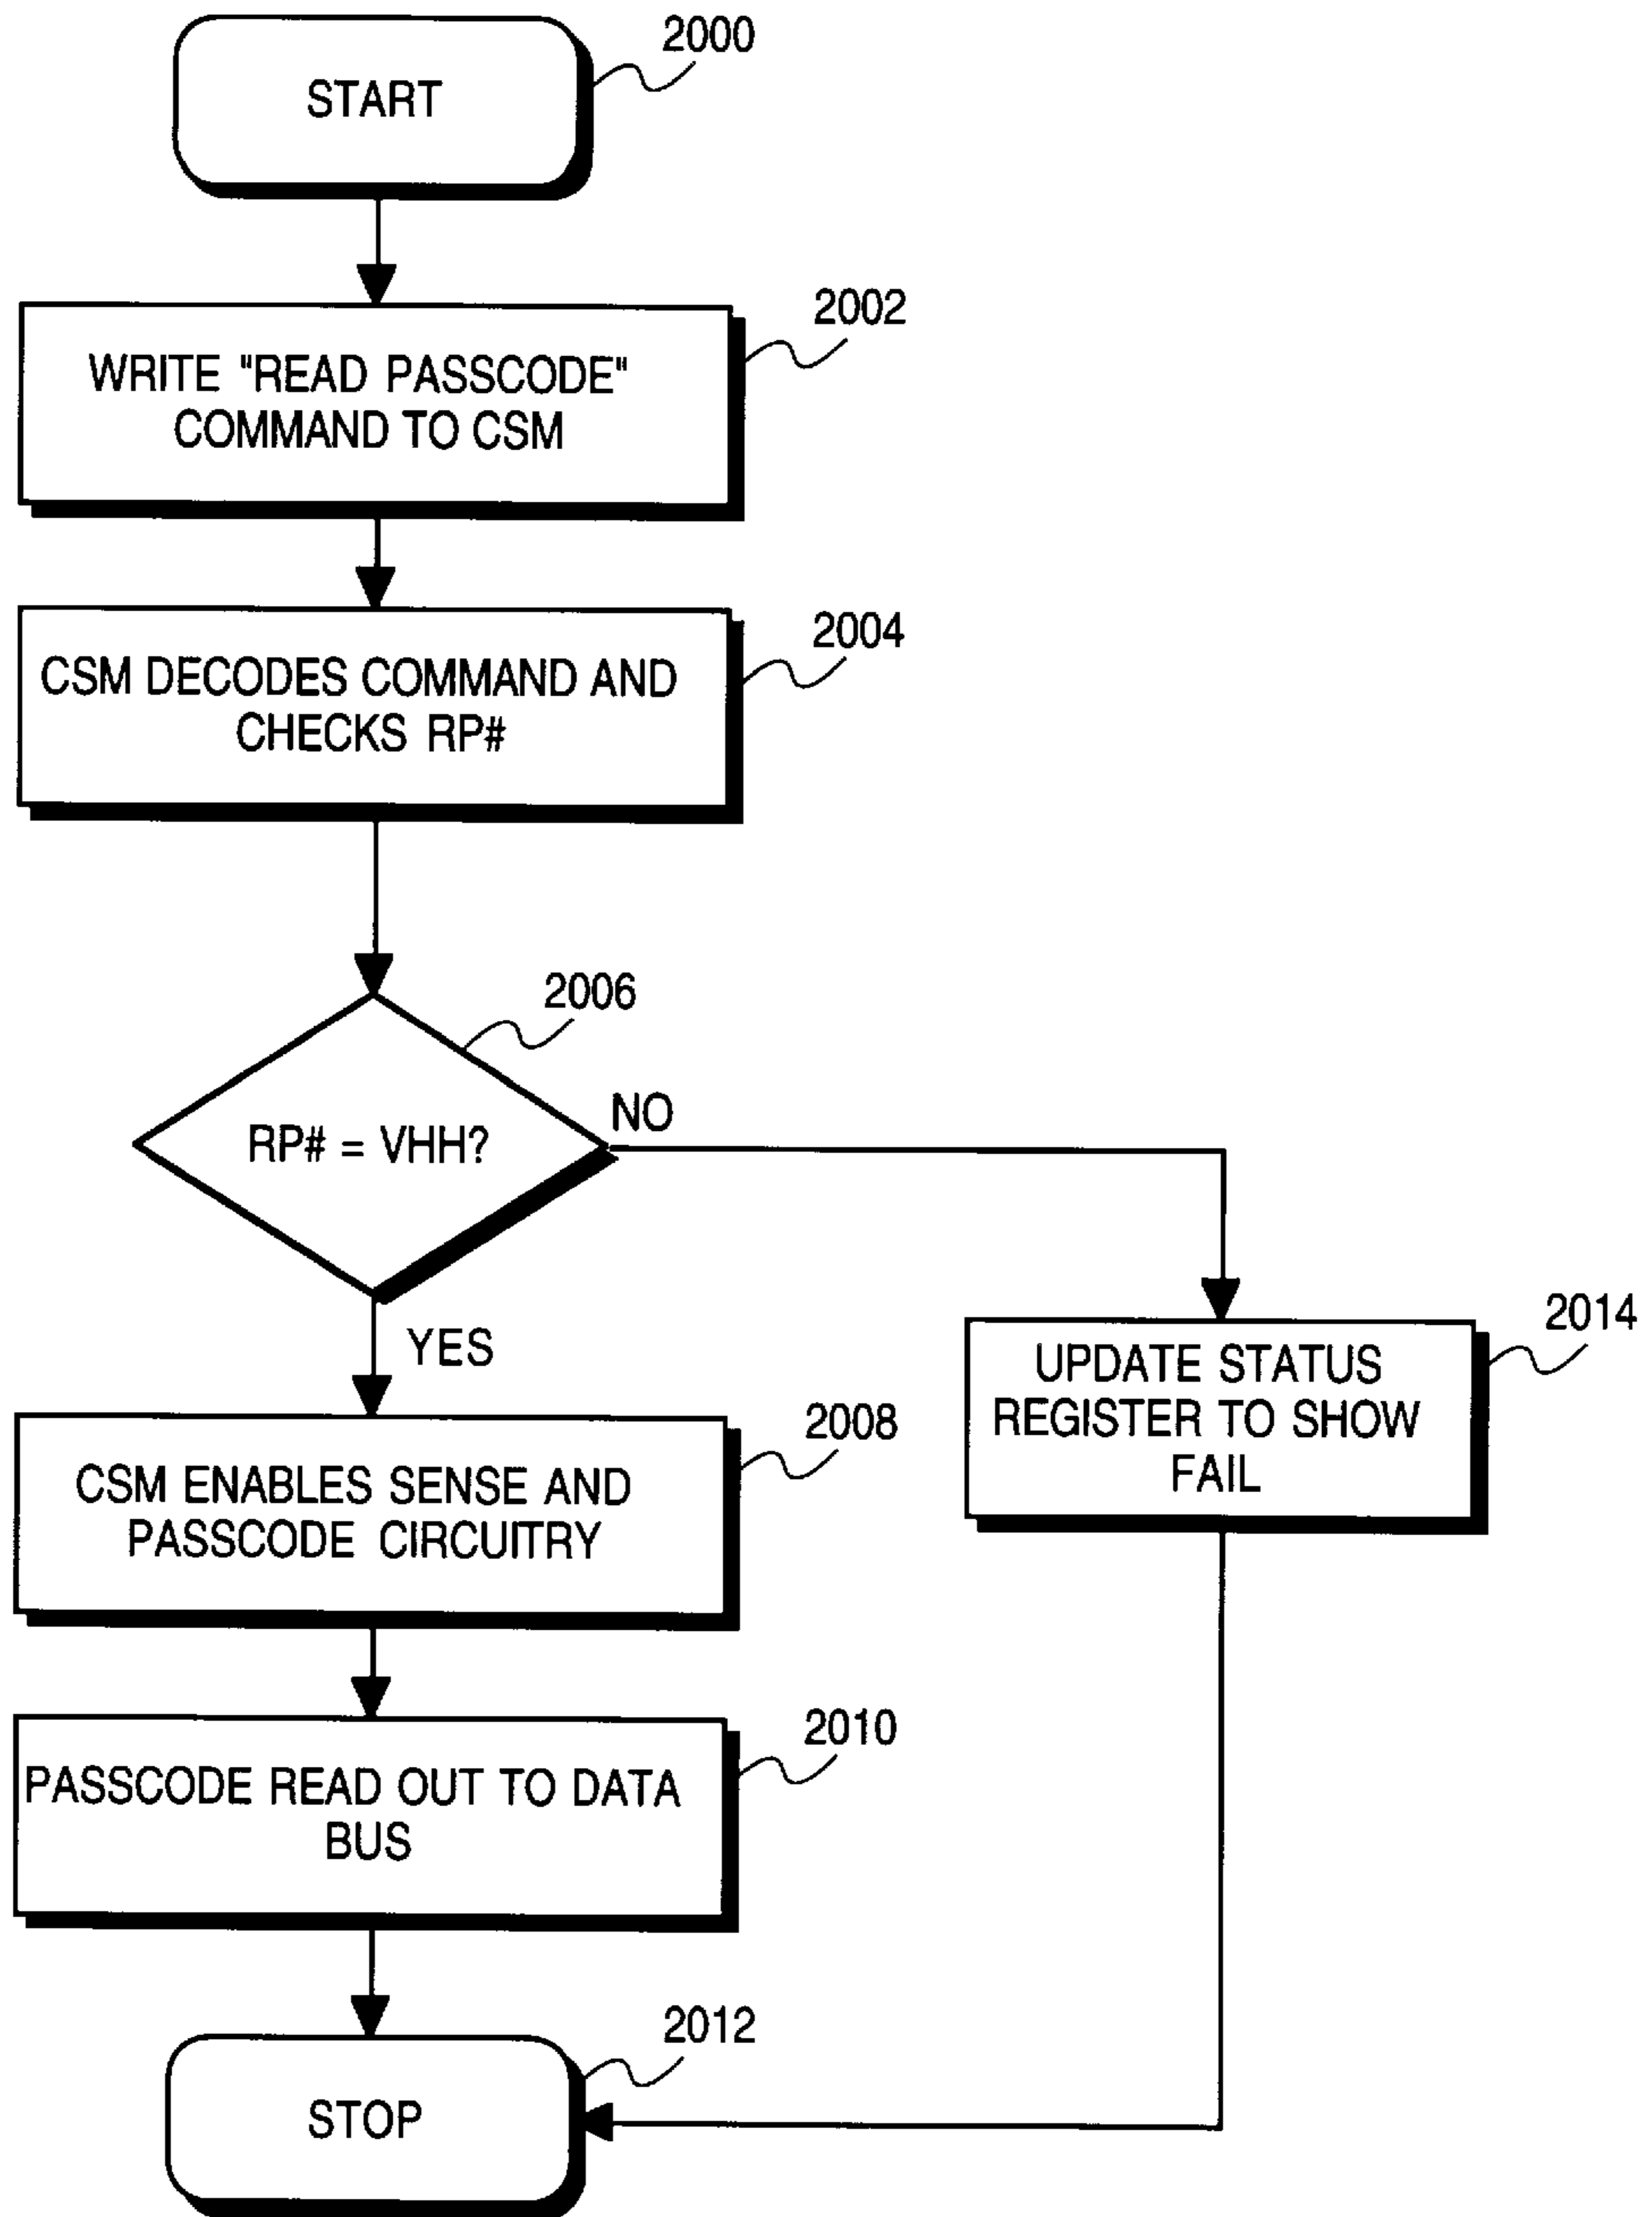 START
2000
WRITE "READ PASSCODE"
COMMAND TO CSM
2002
CSM DECODES COMMAND AND
CHECKS RP#
2004
RP# = VHH?
2006
NO
YES
UPDATE STATUS
REGISTER TO SHOW
FAIL
2014
CSM ENABLES SENSE AND
PASSCODE CIRCUITRY
2008
PASSCODE READ OUT TO DATA
BUS
2010
STOP
2012